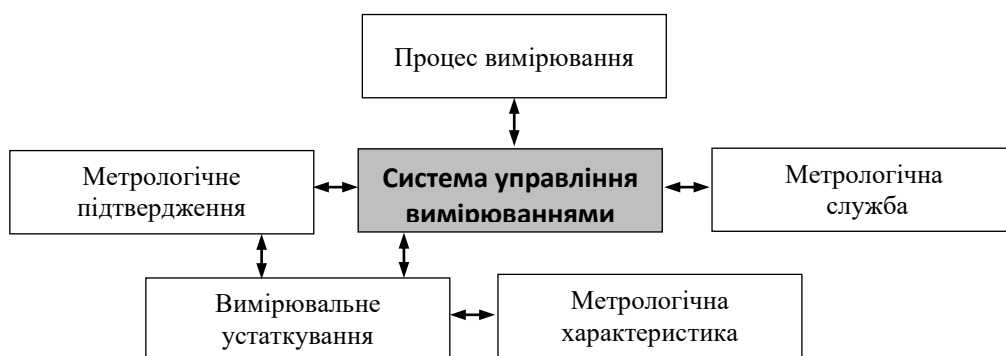 Процес вимірювання
Метрологічне
підтвердження
Система управління
вимірюваннями
Метрологічна
служба
Вимірювальне
устаткування
Метрологічна
характеристика